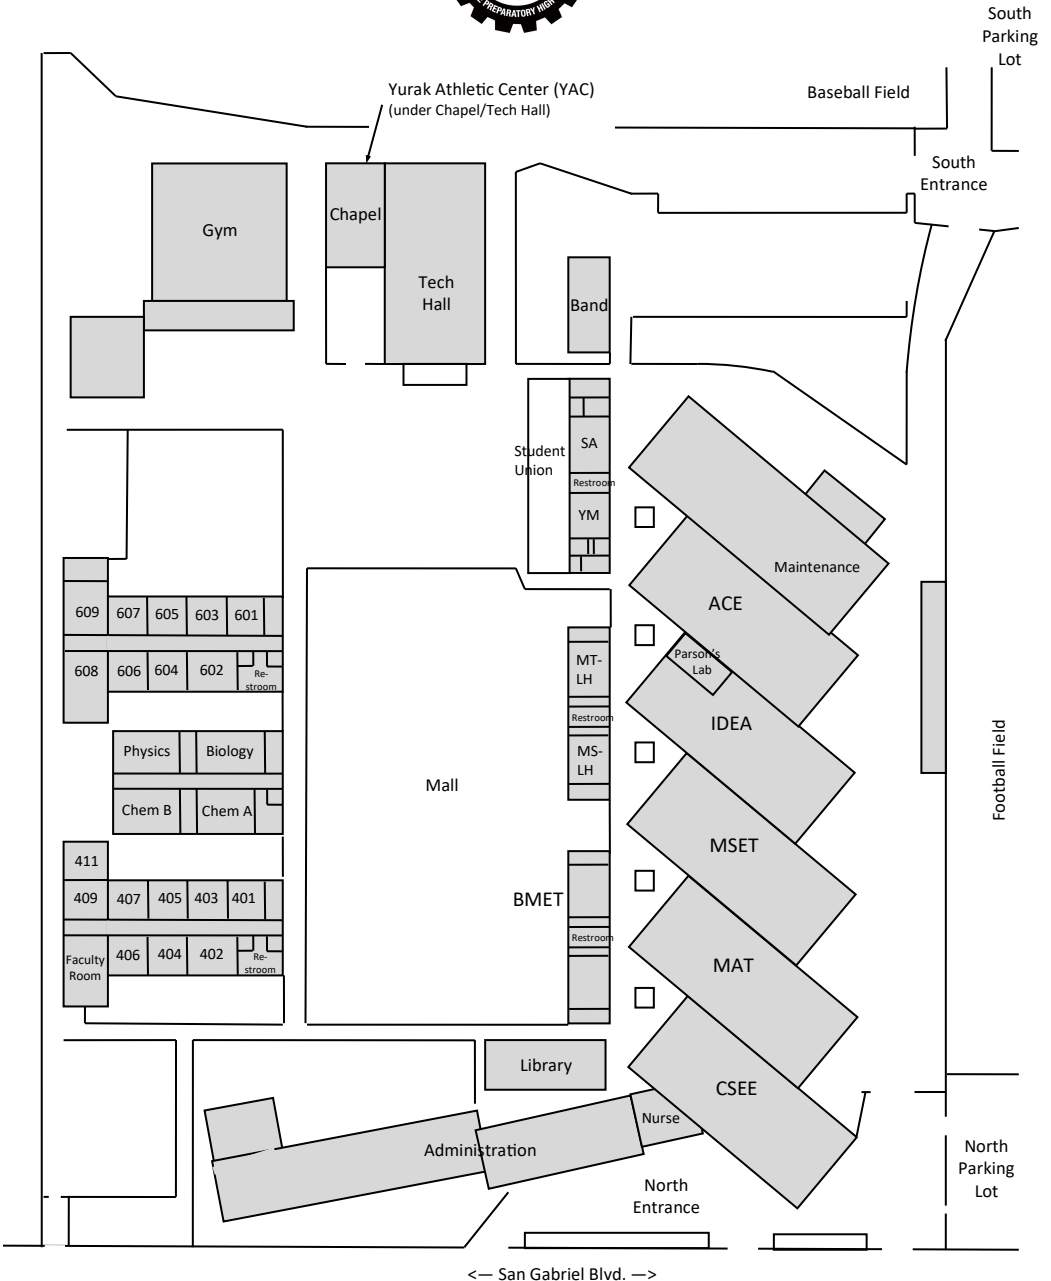 PREPARATORY HIGH
South
Parking
Lot
Yurak Athletic Center (YAC)
(under Chapel/Tech Hall)
Baseball Field
South
Entrance
Gym
Chapel
Tech
Hall
Band
Student
Union
SA
Restroom
YM
Maintenance
ACE
Parson's
Lab
IDEA
609
607
605
603
601
608
606
604
602
Re-
stroom
MT-
LH
Restroom
MS-
LH
Physics
Biology
Chem B
Chem A
Mall
Football Field
MSET
411
409
407
405
403
401
BMET
Restroom
Faculty
Room
406
404
402
Re-
stroom
MAT
Library
CSEE
Nurse
Administration
North
Parking
Lot
North
Entrance
<— San Gabriel Blvd. —>